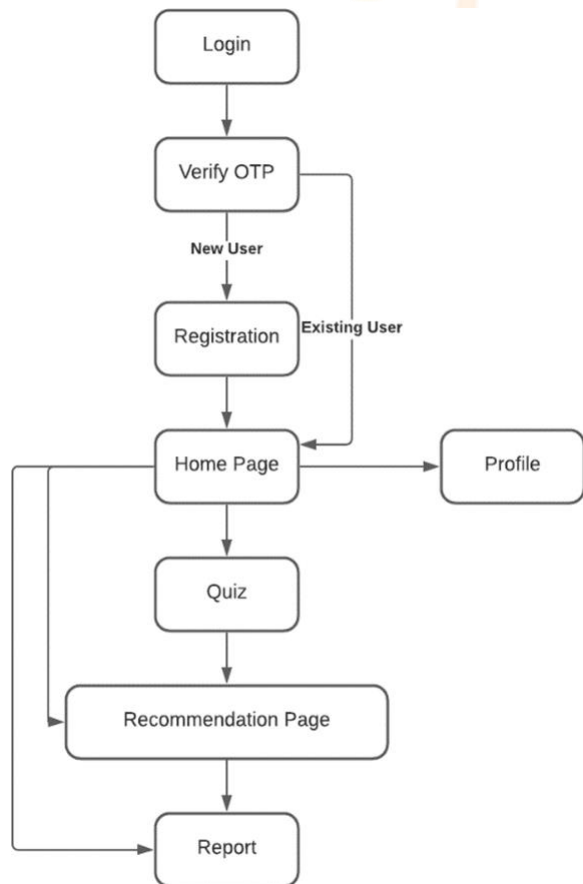 Login
Verify OTP
New User
Registration
Existing User
Home Page
Profile
Quiz
Recommendation Page
Report